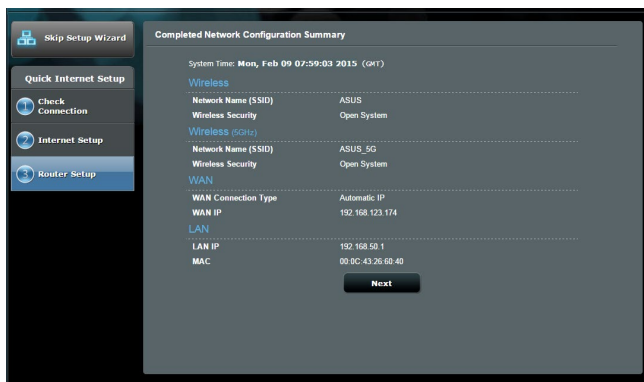 Skip Setup Wizard
Quick Internet Setup
1 Check Connection
2 Internet Setup
3 Router Setup
Completed Network Configuration Summary
System Time: Mon, Feb 09 07:59:03 2015 (GMT)
Wireless
Network Name (SSID) ASUS
Wireless Security Open System
Wireless (5GHz)
Network Name (SSID) ASUS_5G
Wireless Security Open System
WAN
WAN Connection Type Automatic IP
WAN IP 192.168.123.174
LAN
LAN IP 192.168.50.1
MAC 00:0C:43:26:60:40
Next